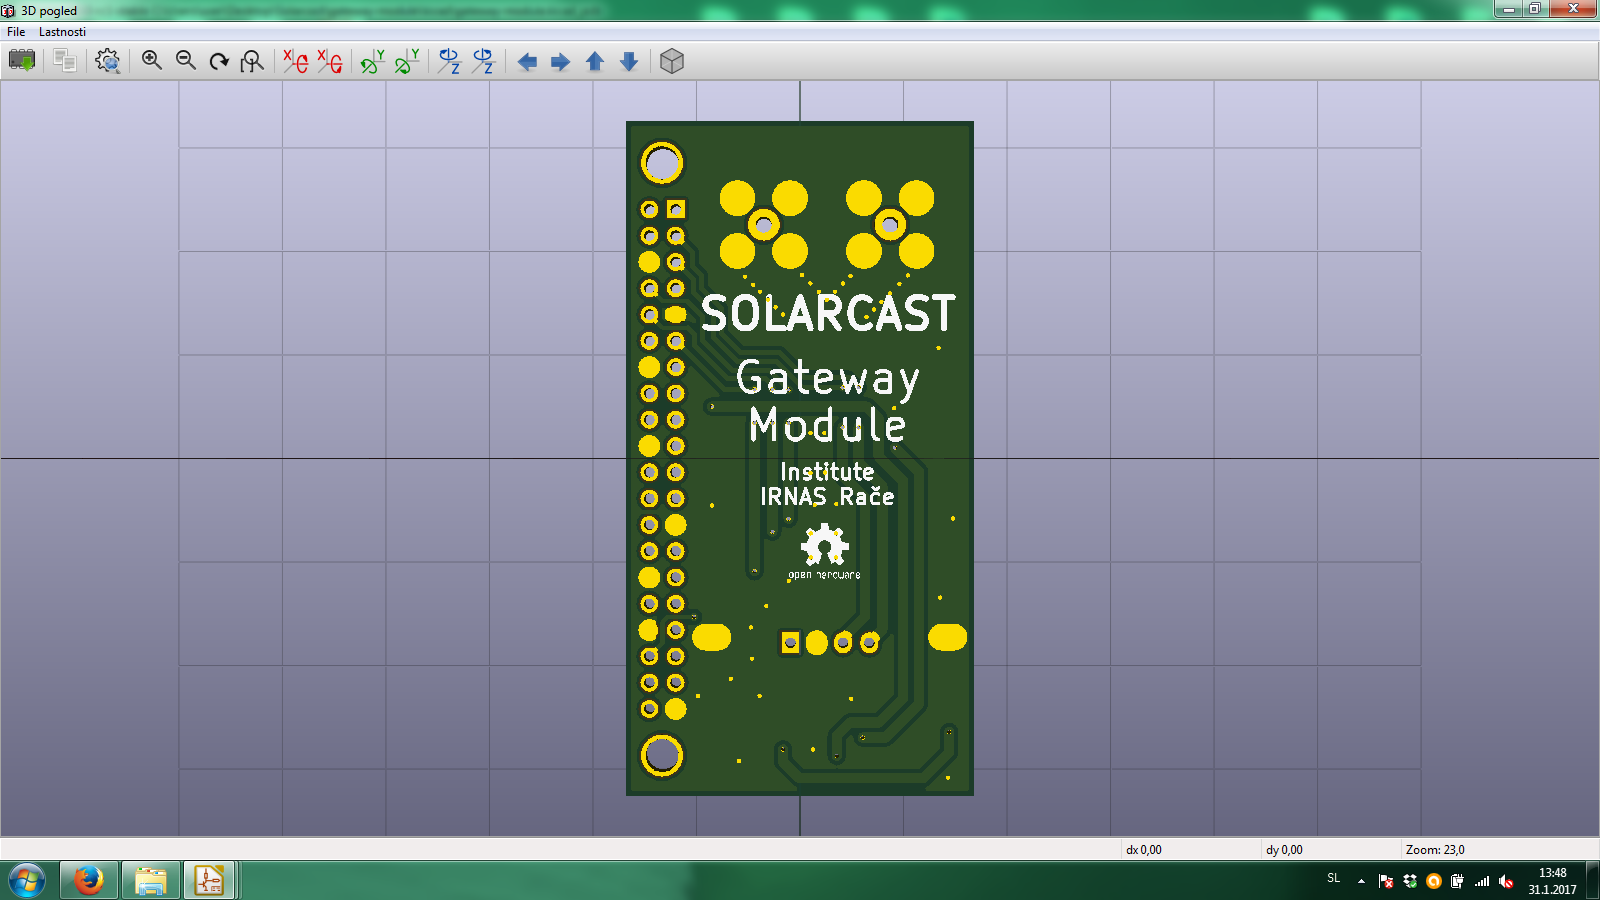 3D pogled
File Lastnosti
X X Y Y Z Z
SOLARCAST
Gateway
Module
Institute
IRNAS Rače
open
dx 0,00 dy 0,00 Zoom: 23,0
SL 13:48
31.1.2017